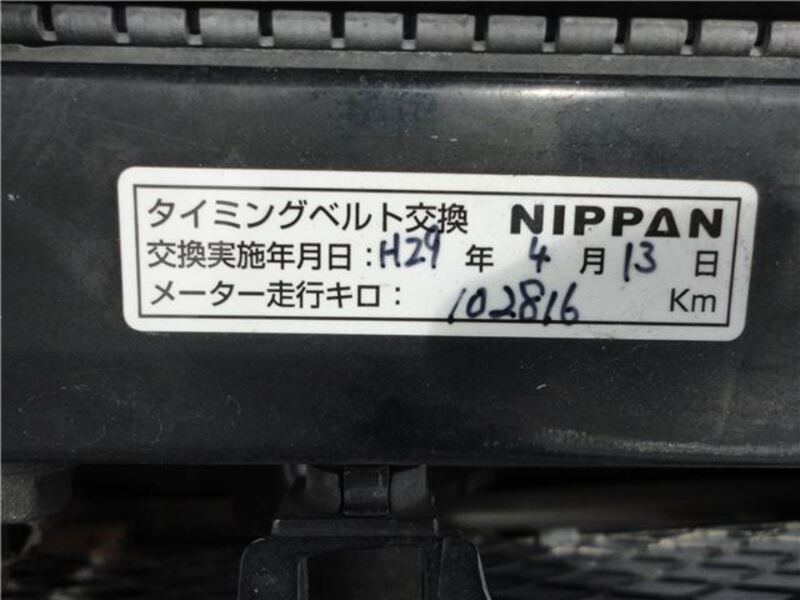 タイミングベルト交換 NIPPAN
交換実施年月日：H29 年 4 月 13 日
メーター走行キロ： 102816 Km